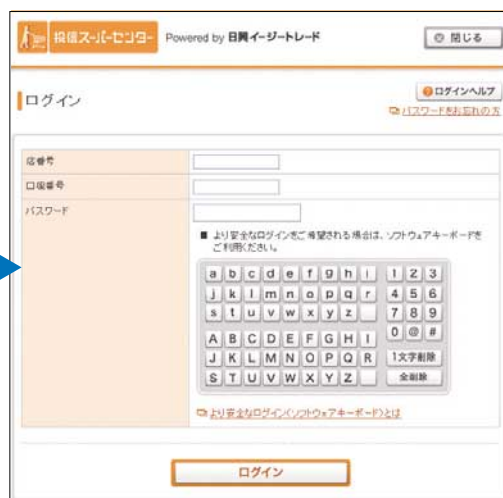 投信スーパーセンター Powered by 日興イージートレード
閉じる
ログイン
ログインヘルプ
パスワードをお忘れの方
店番号
口座番号
パスワード
■ より安全なログインをご希望される場合は、ソフトウェアキーボードを
ご利用ください。
a b c d e f g h i 1 2 3
j k l m n o p q r 4 5 6
s t u v w x y z 7 8 9
0 @ #
A B C D E F G H I
J K L M N O P Q R 1文字削除
S T U V W X Y Z 全削除
より安全なログイン(ソフトウェアキーボード)とは
ログイン